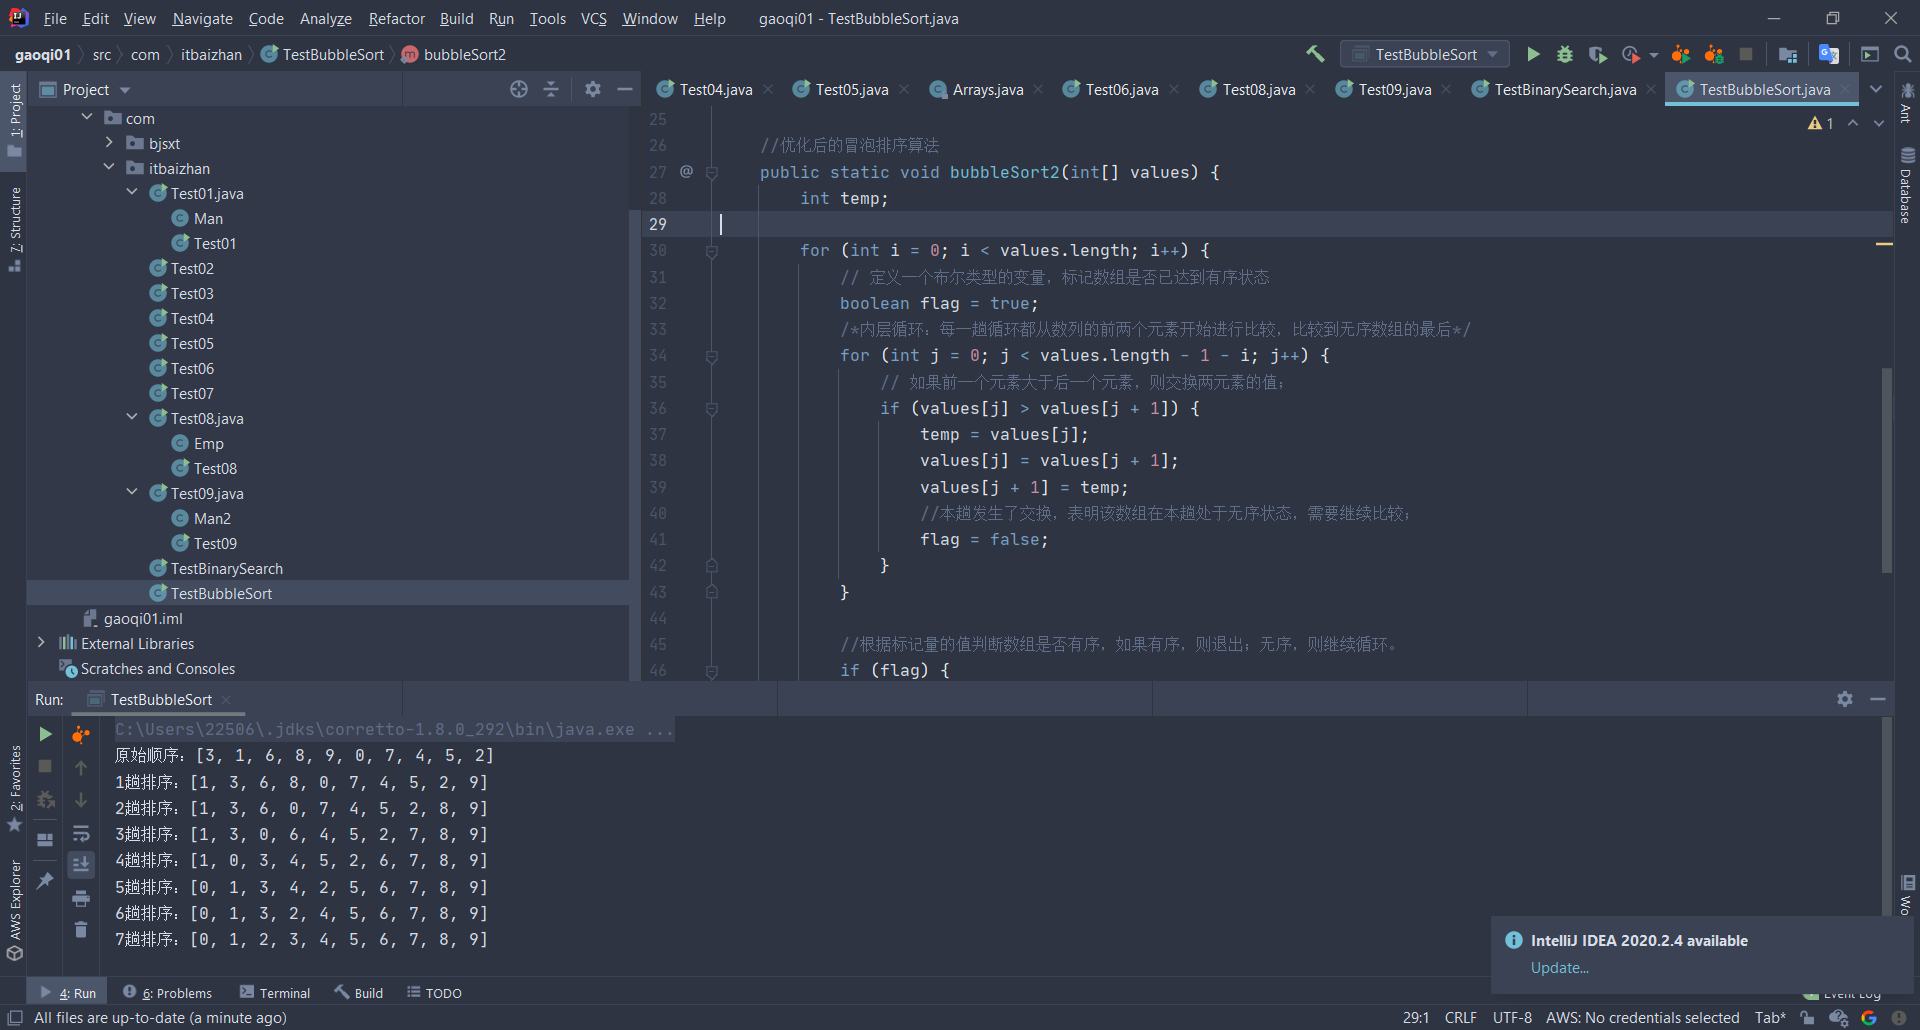 File Edit View Navigate Code Analyze Refactor Build Run Tools VCS Window Help gaoqi01 - TestBubbleSort.java
gaoqi01 src com itbaizhan TestBubbleSort bubbleSort2 TestBubbleSort
Project
Test04.java Test05.java Arrays.java Test06.java Test08.java Test09.java TestBinarySearch.java TestBubbleSort.java
1: Project
7: Structure
2: Favorites
AWS Explorer
com
bjsxt
itbaizhan
Test01.java
Man
Test01
Test02
Test03
Test04
Test05
Test06
Test07
Test08.java
Emp
Test08
Test09.java
Man2
Test09
TestBinarySearch
TestBubbleSort
gaoqi01.iml
External Libraries
Scratches and Consoles
1
25
26 //优化后的冒泡排序算法
27 @ public static void bubbleSort2(int[] values) {
28 int temp;
29
30 for (int i = 0; i < values.length; i++) {
31 // 定义一个布尔类型的变量，标记数组是否已达到有序状态
32 boolean flag = true;
33 /*内层循环：每一趟循环都从数列的前两个元素开始进行比较，比较到无序数组的最后*/
34 for (int j = 0; j < values.length - 1 - i; j++) {
35 // 如果前一个元素大于后一个元素，则交换两元素的值；
36 if (values[j] > values[j + 1]) {
37 temp = values[j];
38 values[j] = values[j + 1];
39 values[j + 1] = temp;
40 //本趟发生了交换，表明该数组在本趟处于无序状态，需要继续比较；
41 flag = false;
42 }
43 }
44
45 //根据标记量的值判断数组是否有序，如果有序，则退出；无序，则继续循环。
46 if (flag) {
Ant
Database
Wo
Run: TestBubbleSort
C:\Users\22506\.jdks\corretto-1.8.0_292\bin\java.exe ...
原始顺序：[3, 1, 6, 8, 9, 0, 7, 4, 5, 2]
1趟排序：[1, 3, 6, 8, 0, 7, 4, 5, 2, 9]
2趟排序：[1, 3, 6, 0, 7, 4, 5, 2, 8, 9]
3趟排序：[1, 3, 0, 6, 4, 5, 2, 7, 8, 9]
4趟排序：[1, 0, 3, 4, 5, 2, 6, 7, 8, 9]
5趟排序：[0, 1, 3, 4, 2, 5, 6, 7, 8, 9]
6趟排序：[0, 1, 3, 2, 4, 5, 6, 7, 8, 9]
7趟排序：[0, 1, 2, 3, 4, 5, 6, 7, 8, 9]
IntelliJ IDEA 2020.2.4 available
Update...
4: Run 6: Problems Terminal Build TODO Event Log
All files are up-to-date (a minute ago) 29:1 CRLF UTF-8 AWS: No credentials selected Tab*